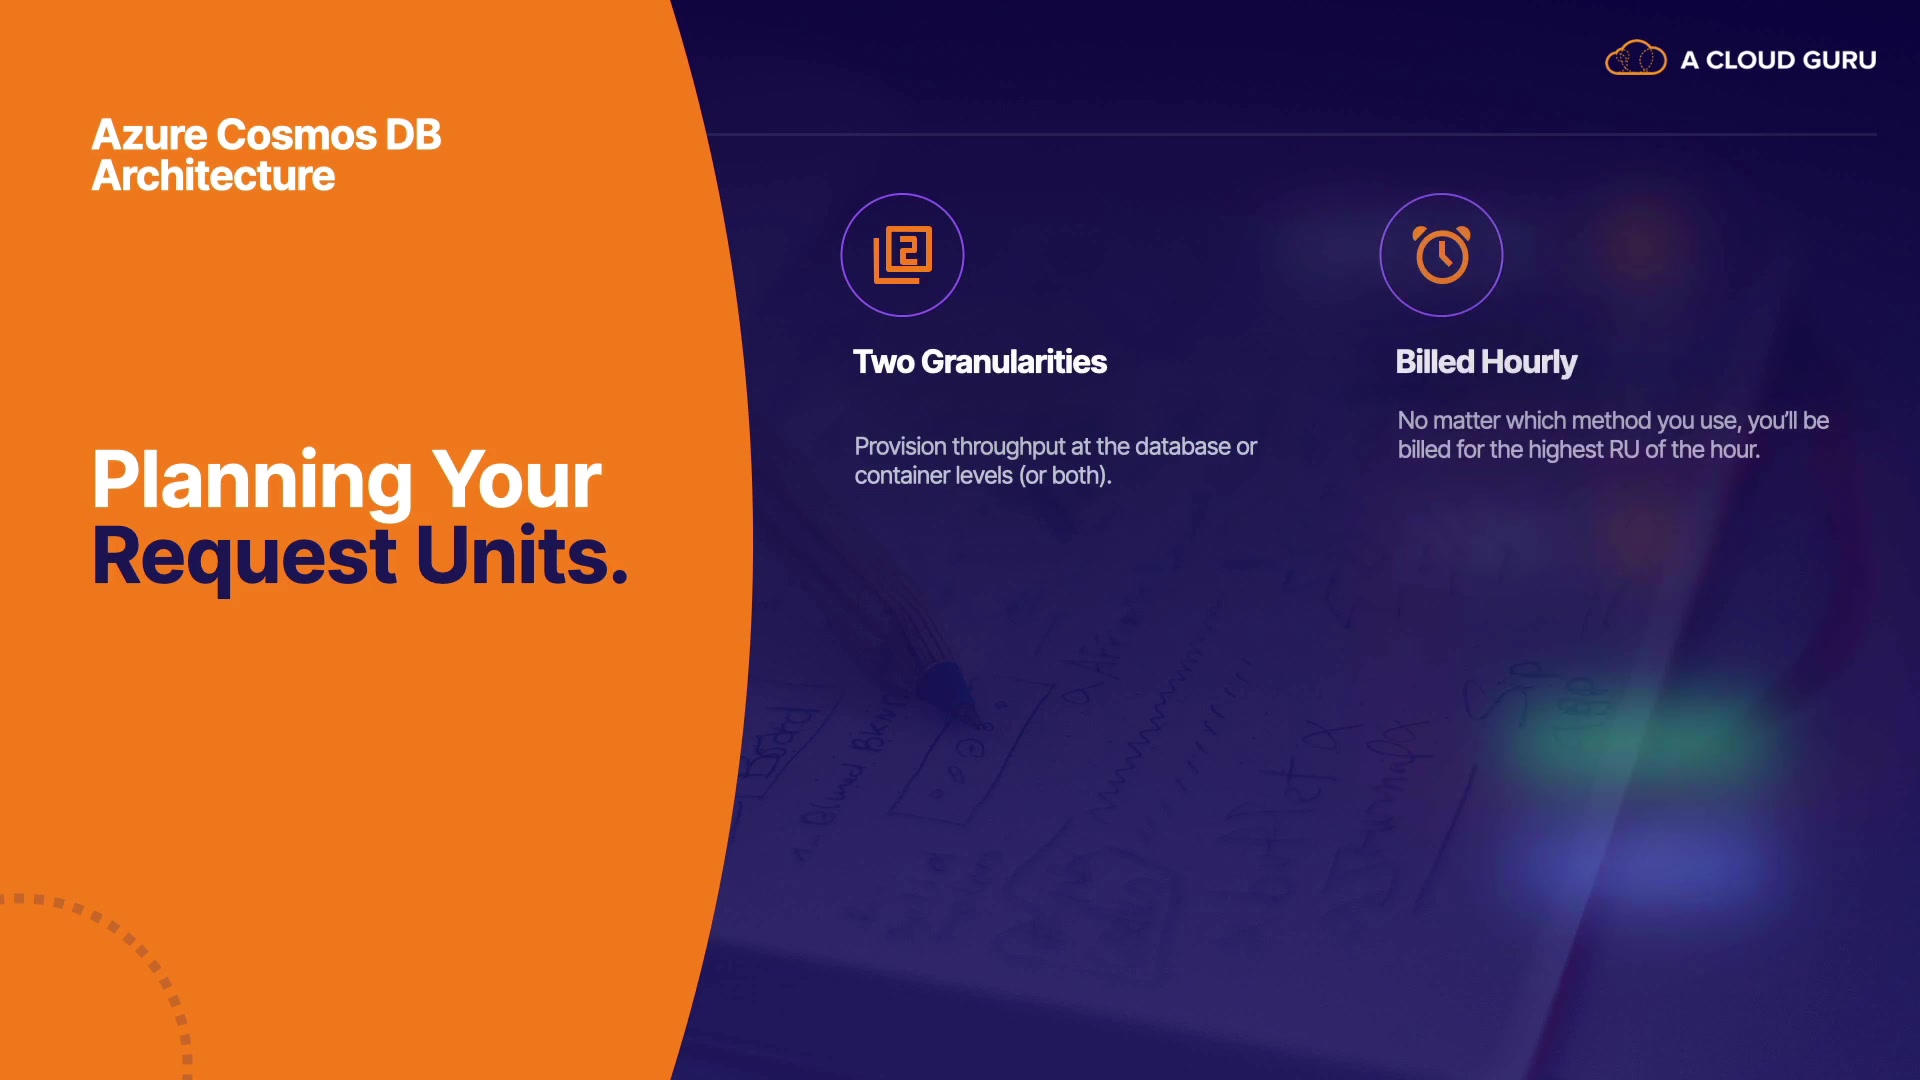 A CLOUD GURU
Azure Cosmos DB
Architecture
Planning Your
Request Units.
2
Two Granularities
Provision throughput at the database or
container levels (or both).
Billed Hourly
No matter which method you use, you'll be
billed for the highest RU of the hour.